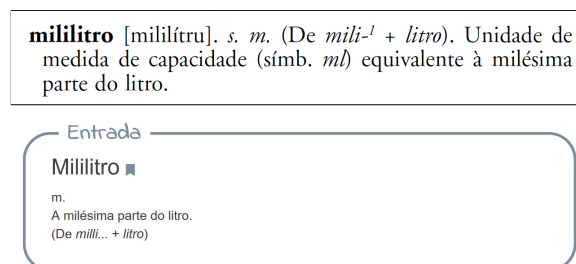 mililitro [mililítru]. s. m. (De mili-¹ + litro). Unidade de
medida de capacidade (símb. ml) equivalente à milésima
parte do litro.
Entrada
Mililitro
m.
A milésima parte do litro.
(De milli... + litro)